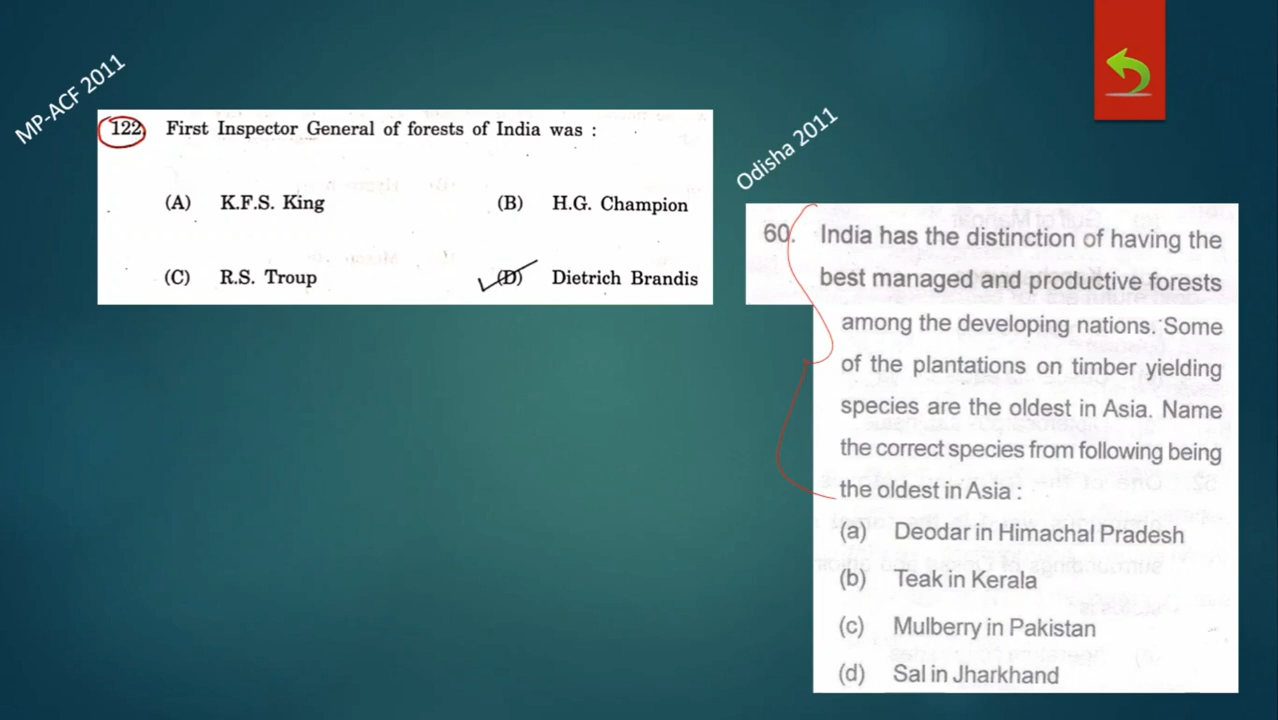 MP-ACF 2011
122. First Inspector General of forests of India was :
(A) K.F.S. King
(B) H.G. Champion
(C) R.S. Troup
(D) Dietrich Brandis
Odisha 2011
60. India has the distinction of having the
best managed and productive forests
among the developing nations. Some
of the plantations on timber yielding
species are the oldest in Asia. Name
the correct species from following being
the oldest in Asia :
(a) Deodar in Himachal Pradesh
(b) Teak in Kerala
(c) Mulberry in Pakistan
(d) Sal in Jharkhand